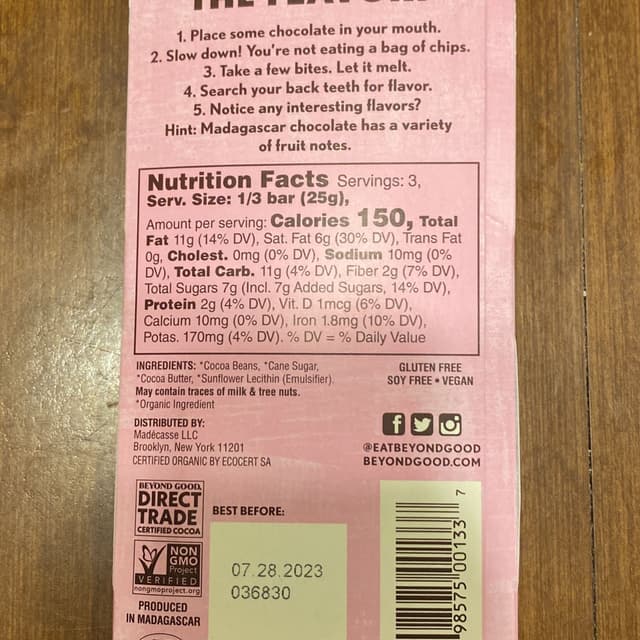 1. Place some chocolate in your mouth.
2. Slow down! You're not eating a bag of chips.
3. Take a few bites. Let it melt.
4. Search your back teeth for flavor.
5. Notice any interesting flavors?
Hint: Madagascar chocolate has a variety
of fruit notes.
Nutrition Facts Servings: 3,
Serv. Size: 1/3 bar (25g),
Amount per serving: Calories 150, Total
Fat 11g (14% DV), Sat. Fat 6g (30% DV), Trans Fat
0g, Cholest. 0mg (0% DV), Sodium 10mg (0%
DV), Total Carb. 11g (4% DV), Fiber 2g (7% DV),
Total Sugars 7g (Incl. 7g Added Sugars, 14% DV),
Protein 2g (4% DV), Vit. D 1mcg (6% DV),
Calcium 10mg (0% DV), Iron 1.8mg (10% DV),
Potas. 170mg (4% DV). % DV = % Daily Value
INGREDIENTS: *Cocoa Beans, *Cane Sugar,
*Cocoa Butter, *Sunflower Lecithin (Emulsifier).
May contain traces of milk & tree nuts.
*Organic Ingredient
GLUTEN FREE
SOY FREE • VEGAN
DISTRIBUTED BY:
Madécasse LLC
Brooklyn, New York 11201
CERTIFIED ORGANIC BY ECOCERT SA
@EATBEYONDGOOD
BEYONDGOOD.COM
BEYOND GOOD
DIRECT
TRADE
CERTIFIED COCOA
NON
GMO
Project
VERIFIED
nongmoproject.org
PRODUCED
IN MADAGASCAR
BEST BEFORE:
07.28.2023
036830
98575 00133 7